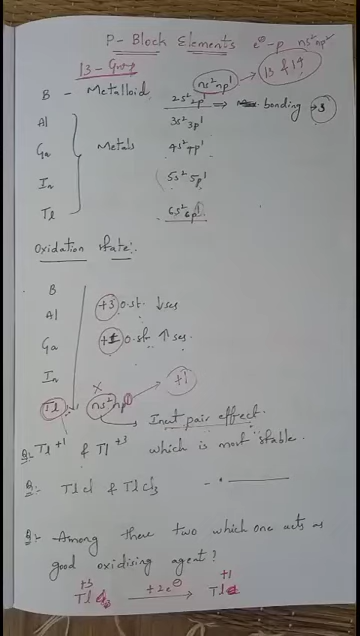 P-Block Elements e⊖-p ns²np¹
13-Group ns²np¹ → 13 & 14
B - Metalloid 2s²2p¹ ⇒ bonding → 3
Al 3s²3p¹
Ga Metals 4s²4p¹
In 5s²5p¹
Tl 6s²6p¹
Oxidation state:
B
Al +3 o.st. ↓ses
Ga +1 o.st. ↑ses
In
Tl ns²np¹ → +1
→ Inert pair effect.
Q:- Tl⁺¹ & Tl⁺³ which is most stable.
Q:- TlCl & TlCl₃
Q:- Among these two which one acts as
good oxidising agent?
+3 +2e⊖ +1
Tl → Tl